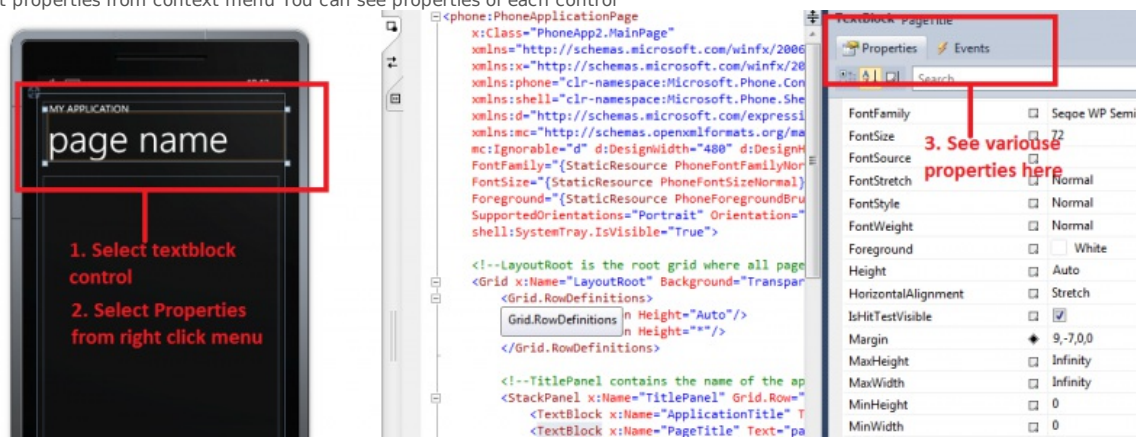 t properties from context menu You can see properties of each control
MY APPLICATION
page name
1. Select textblock
control
2. Select Properties
from right click menu
<phone:PhoneApplicationPage
x:Class="PhoneApp2.MainPage"
xmlns="http://schemas.microsoft.com/winfx/2006
xmlns:x="http://schemas.microsoft.com/winfx/20
xmlns:phone="clr-namespace:Microsoft.Phone.Con
xmlns:shell="clr-namespace:Microsoft.Phone.She
xmlns:d="http://schemas.microsoft.com/expressi
xmlns:mc="http://schemas.openxmlformats.org/ma
mc:Ignorable="d" d:DesignWidth="480" d:DesignH
FontFamily="{StaticResource PhoneFontFamilyNor
FontSize="{StaticResource PhoneFontSizeNormal}
Foreground="{StaticResource PhoneForegroundBru
SupportedOrientations="Portrait" Orientation="
shell:SystemTray.IsVisible="True">
<!--LayoutRoot is the root grid where all page
<Grid x:Name="LayoutRoot" Background="Transpar
<Grid.RowDefinitions>
Grid.RowDefinitions
n Height="Auto"/>
n Height="*"/>
</Grid.RowDefinitions>
<!--TitlePanel contains the name of the ap
<StackPanel x:Name="TitlePanel" Grid.Row="
<TextBlock x:Name="ApplicationTitle" T
<TextBlock x:Name="PageTitle" Text="pa
TextBlock PageTitle
Properties Events
Search
3. See variouse
properties here
FontFamily Segoe WP Semi
FontSize 72
FontSource
FontStretch Normal
FontStyle Normal
FontWeight Normal
Foreground White
Height Auto
HorizontalAlignment Stretch
IsHitTestVisible
Margin 9,-7,0,0
MaxHeight Infinity
MaxWidth Infinity
MinHeight 0
MinWidth 0